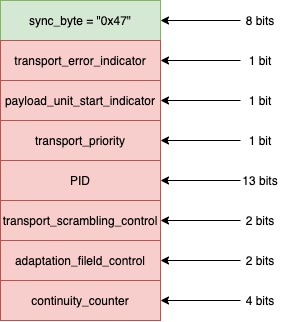 sync_byte = "0x47" 8 bits
transport_error_indicator 1 bit
payload_unit_start_indicator 1 bit
transport_priority 1 bit
PID 13 bits
transport_scrambling_control 2 bits
adaptation_fileld_control 2 bits
continuity_counter 4 bits